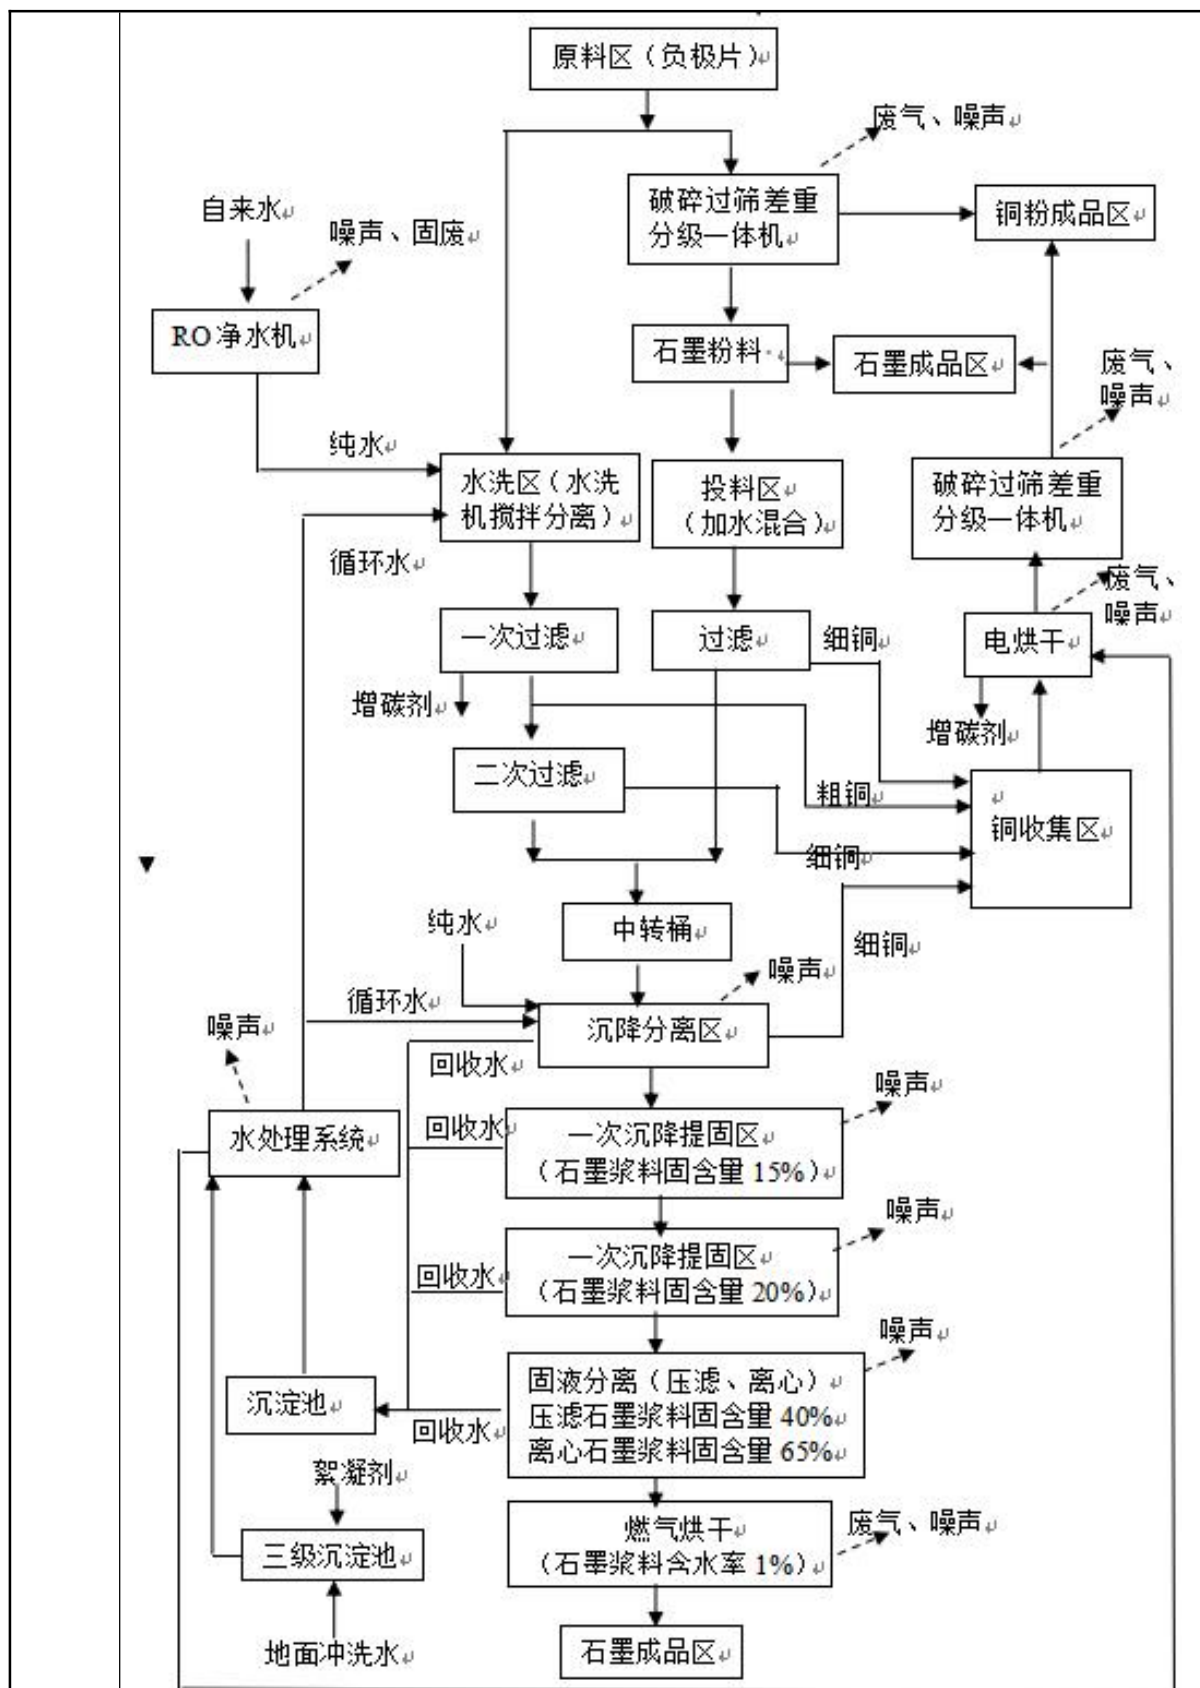 原料区（负极片）
废气、噪声
破碎过筛差重
分级一体机
铜粉成品区
自来水
噪声、固废
RO 净水机
石墨粉料
石墨成品区
废气、
噪声
纯水
水洗区（水洗
机搅拌分离）
投料区
（加水混合）
破碎过筛差重
分级一体机
循环水
废气、
噪声
一次过滤
过滤
细铜
电烘干
增碳剂
增碳剂
二次过滤
粗铜
铜收集区
细铜
纯水
中转桶
细铜
噪声
循环水
沉降分离区
噪声
回收水
噪声
水处理系统
回收水
一次沉降提固区
（石墨浆料固含量 15%）
噪声
一次沉降提固区
（石墨浆料固含量 20%）
回收水
噪声
固液分离（压滤、离心）
压滤石墨浆料固含量 40%
离心石墨浆料固含量 65%
沉淀池
回收水
絮凝剂
燃气烘干
（石墨浆料含水率 1%）
废气、噪声
三级沉淀池
地面冲洗水
石墨成品区